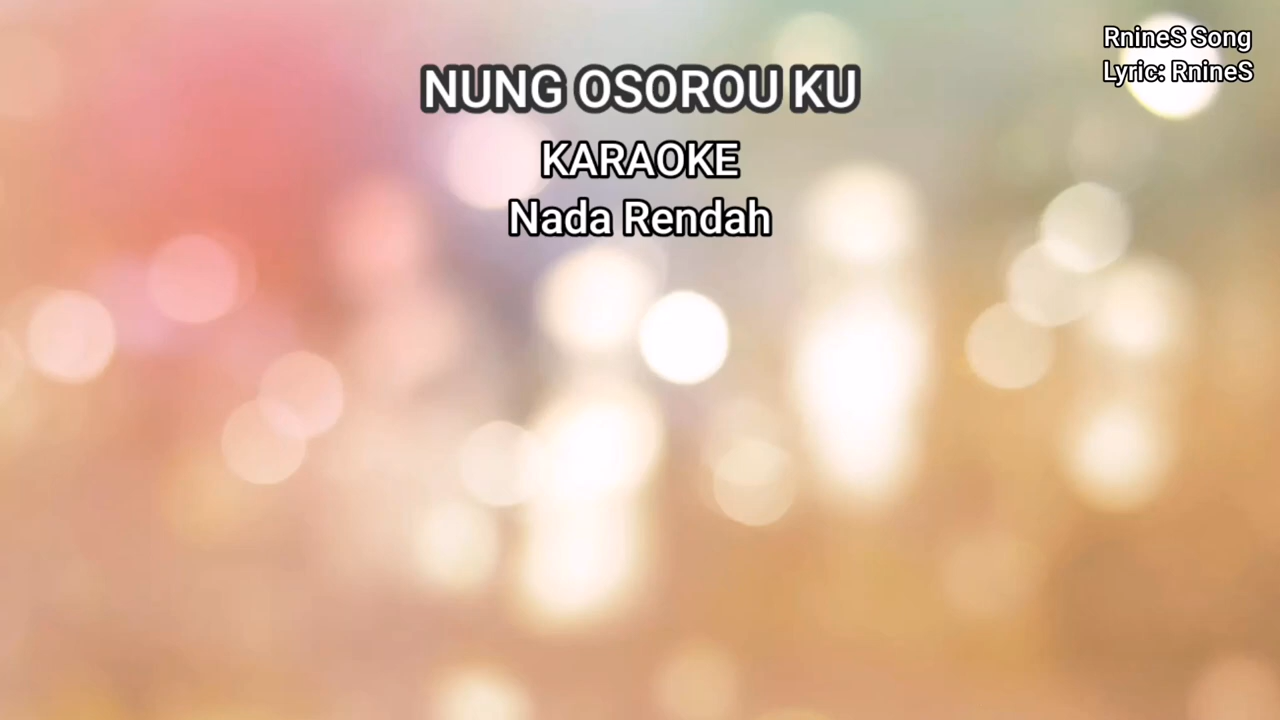 NUNG OSOROU KU
KARAOKE
Nada Rendah
RnineS Song
Lyric: RnineS